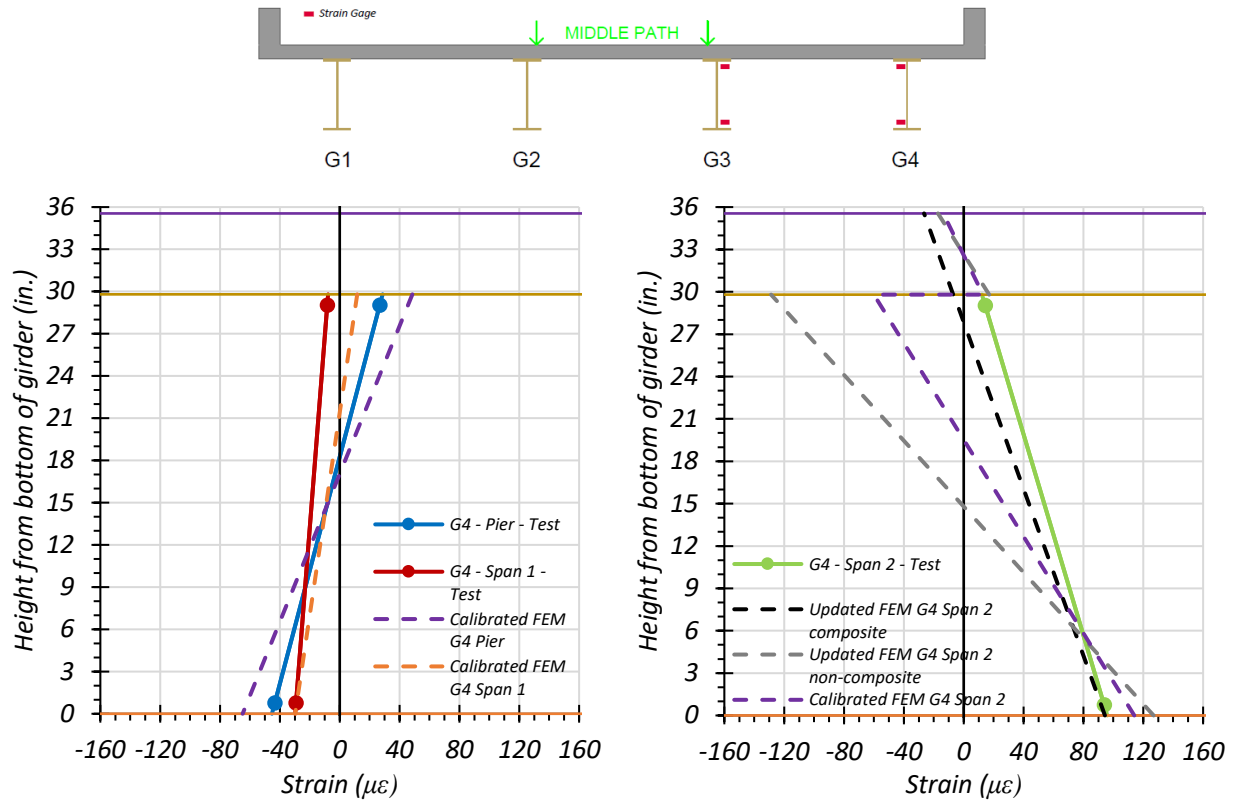 Strain Gage
MIDDLE PATH
G1
G2
G3
G4
Height from bottom of girder (in.)
36
33
30
27
24
21
18
15
12
9
6
3
0
-160
-120
-80
-40
0
40
80
120
160
Strain (με)
G4 - Pier - Test
G4 - Span 1 -
Test
Calibrated FEM
G4 Pier
Calibrated FEM
G4 Span 1
Height from bottom of girder (in.)
36
33
30
27
24
21
18
15
12
9
6
3
0
-160
-120
-80
-40
0
40
80
120
160
Strain (με)
G4 - Span 2 - Test
Updated FEM G4 Span 2
composite
Updated FEM G4 Span 2
non-composite
Calibrated FEM G4 Span 2